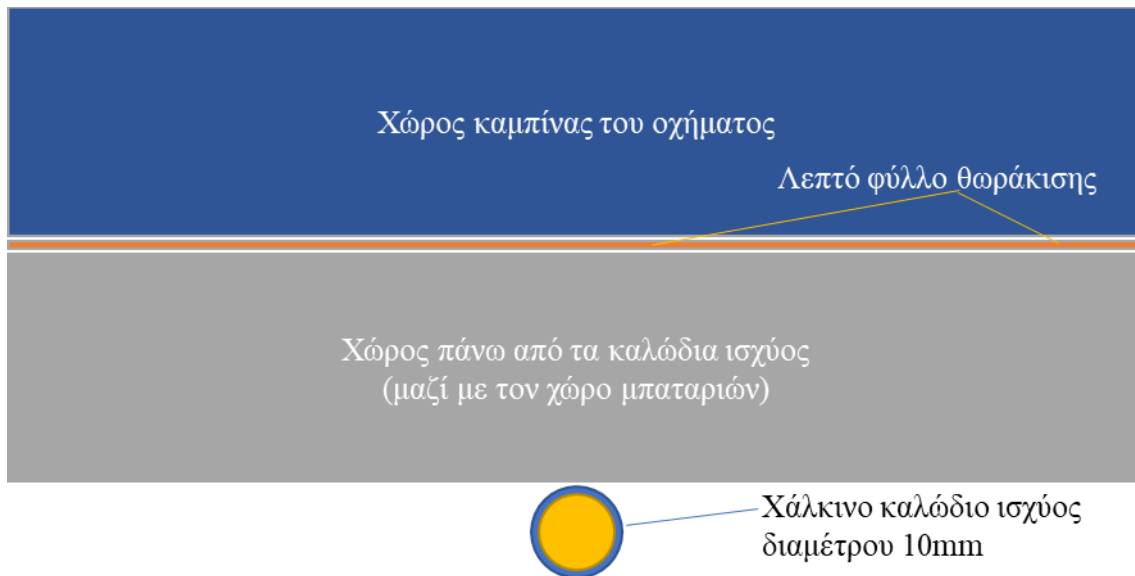 Χώρος καμπίνας του οχήματος
Λεπτό φύλλο θωράκισης
Χώρος πάνω από τα καλώδια ισχύος
(μαζί με τον χώρο μπαταριών)
Χάλκινο καλώδιο ισχύος
διαμέτρου 10mm